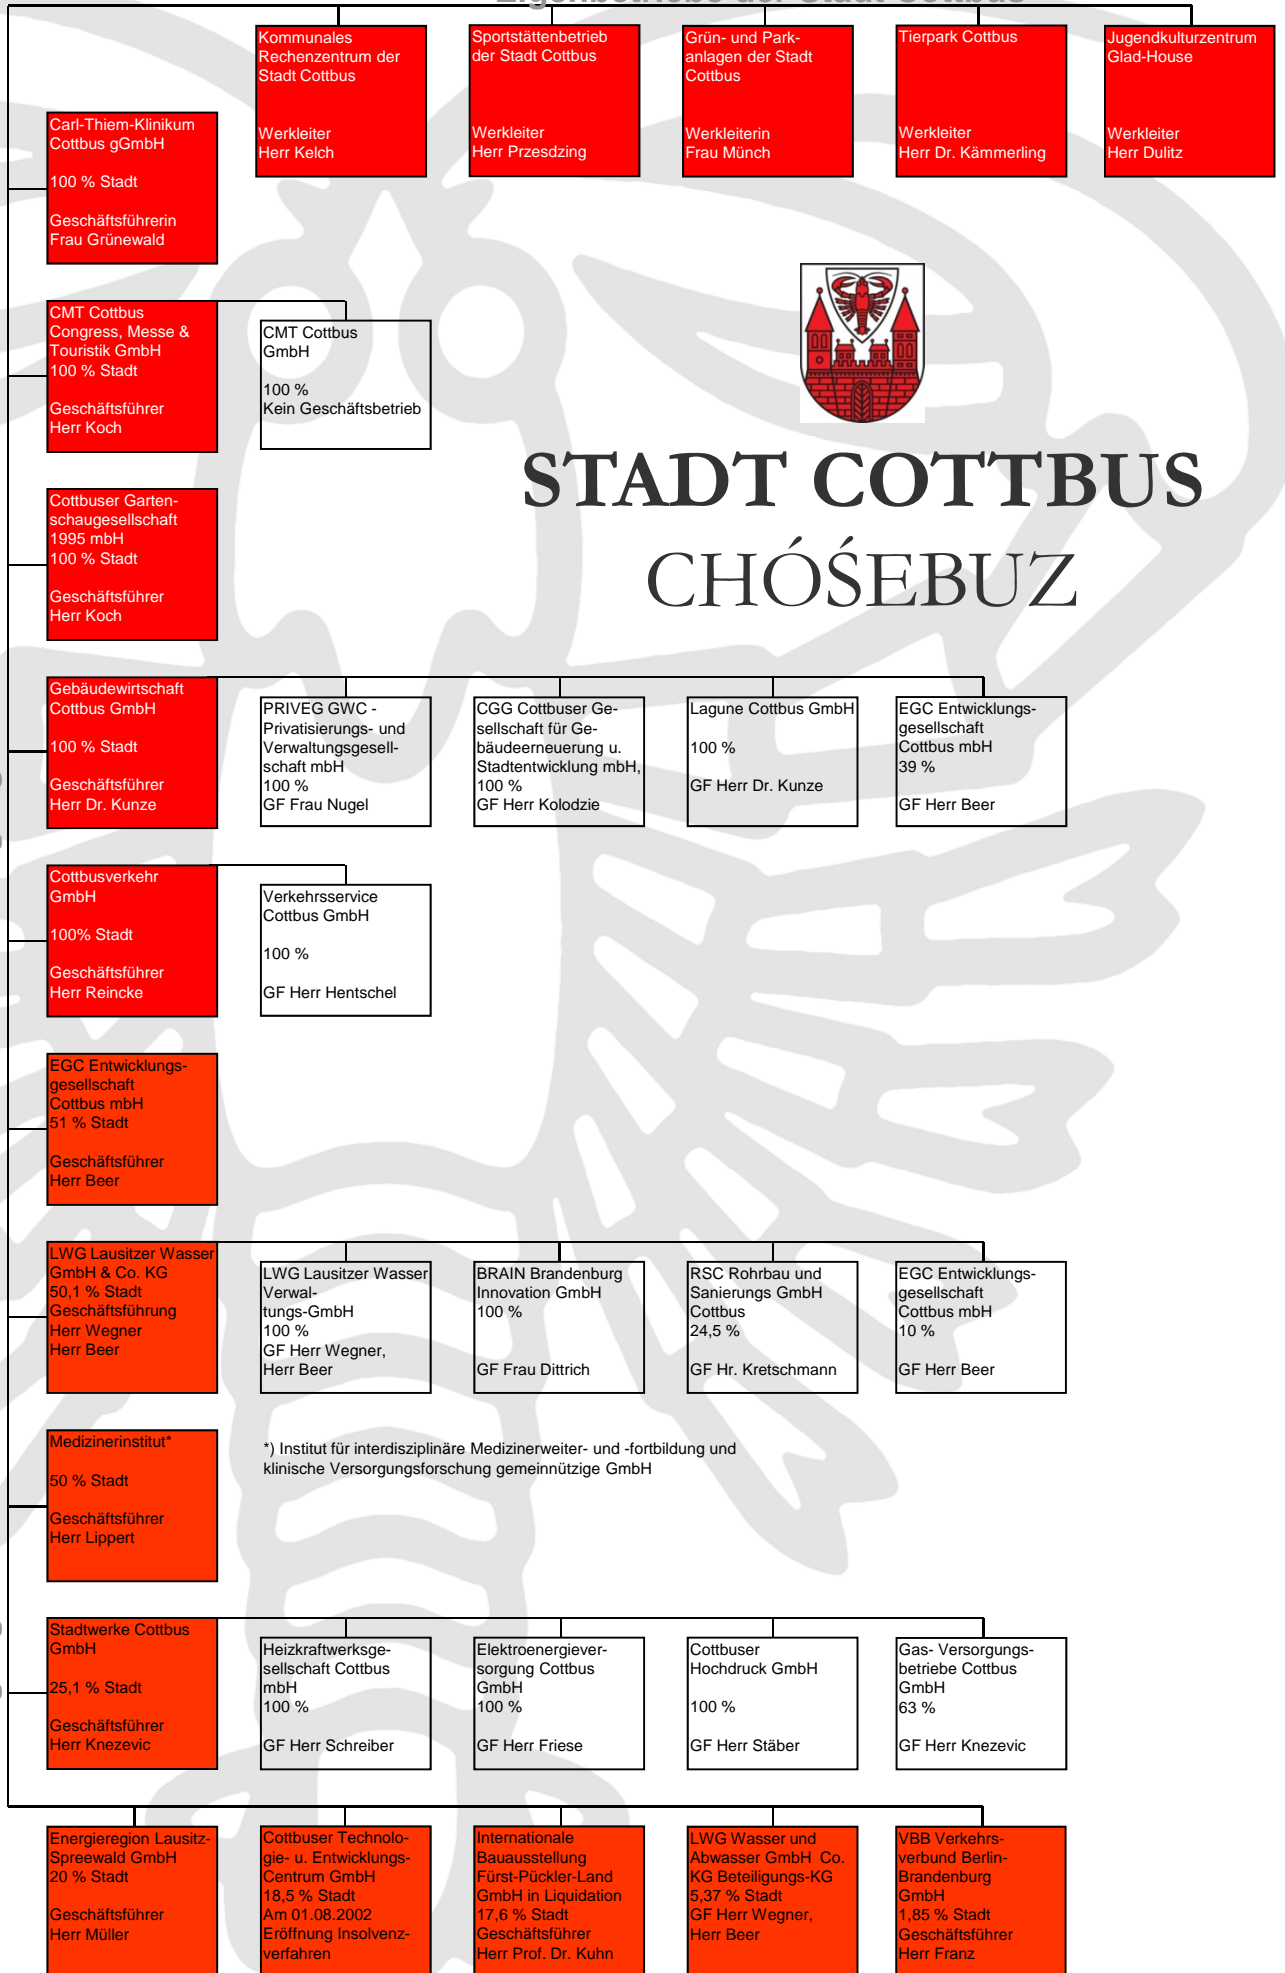 Eigenbetriebe der Stadt Cottbus
Kommunales
Rechenzentrum der
Stadt Cottbus
Werkleiter
Herr Kelch
Sportstättenbetrieb
der Stadt Cottbus
Werkleiter
Herr Przesdzing
Grün- und Park-
anlagen der Stadt
Cottbus
Werkleiterin
Frau Münch
Tierpark Cottbus
Werkleiter
Herr Dr. Kämmerling
Jugendkulturzentrum
Glad-House
Werkleiter
Herr Dulitz
Carl-Thiem-Klinikum
Cottbus gGmbH
100 % Stadt
Geschäftsführerin
Frau Grünewald
CMT Cottbus
Congress, Messe &
Touristik GmbH
100 % Stadt
Geschäftsführer
Herr Koch
CMT Cottbus
GmbH
100 %
Kein Geschäftsbetrieb
STADT COTTBUS
CHÓŚEBUZ
Cottbuser Garten-
schaugesellschaft
1995 mbH
100 % Stadt
Geschäftsführer
Herr Koch
Gebäudewirtschaft
Cottbus GmbH
100 % Stadt
Geschäftsführer
Herr Dr. Kunze
PRIVEG GWC -
Privatisierungs- und
Verwaltungsgesell-
schaft mbH
100 %
GF Frau Nugel
CGG Cottbuser Ge-
sellschaft für Ge-
bäudeerneuerung u.
Stadtentwicklung mbH,
100 %
GF Herr Kolodzie
Lagune Cottbus GmbH
100 %
GF Herr Dr. Kunze
EGC Entwicklungs-
gesellschaft
Cottbus mbH
39 %
GF Herr Beer
Cottbusverkehr
GmbH
100% Stadt
Geschäftsführer
Herr Reincke
Verkehrsservice
Cottbus GmbH
100 %
GF Herr Hentschel
EGC Entwicklungs-
gesellschaft
Cottbus mbH
51 % Stadt
Geschäftsführer
Herr Beer
LWG Lausitzer Wasser
GmbH & Co. KG
50,1 % Stadt
Geschäftsführung
Herr Wegner
Herr Beer
LWG Lausitzer Wasser
Verwal-
tungs-GmbH
100 %
GF Herr Wegner,
Herr Beer
BRAIN Brandenburg
Innovation GmbH
100 %
GF Frau Dittrich
RSC Rohrbau und
Sanierungs GmbH
Cottbus
24,5 %
GF Hr. Kretschmann
EGC Entwicklungs-
gesellschaft
Cottbus mbH
10 %
GF Herr Beer
Medizinerinstitut*
50 % Stadt
Geschäftsführer
Herr Lippert
*) Institut für interdisziplinäre Medizinerweiter- und -fortbildung und
klinische Versorgungsforschung gemeinnützige GmbH
Stadtwerke Cottbus
GmbH
25,1 % Stadt
Geschäftsführer
Herr Knezevic
Heizkraftwerksge-
sellschaft Cottbus
mbH
100 %
GF Herr Schreiber
Elektroenergiever-
sorgung Cottbus
GmbH
100 %
GF Herr Friese
Cottbuser
Hochdruck GmbH
100 %
GF Herr Stäber
Gas- Versorgungs-
betriebe Cottbus
GmbH
63 %
GF Herr Knezevic
Energieregion Lausitz-
Spreewald GmbH
20 % Stadt
Geschäftsführer
Herr Müller
Cottbuser Technolo-
gie- u. Entwicklungs-
Centrum GmbH
18,5 % Stadt
Am 01.08.2002
Eröffnung Insolvenz-
verfahren
Internationale
Bauausstellung
Fürst-Pückler-Land
GmbH in Liquidation
17,6 % Stadt
Geschäftsführer
Herr Prof. Dr. Kuhn
LWG Wasser und
Abwasser GmbH Co.
KG Beteiligungs-KG
5,37 % Stadt
GF Herr Wegner,
Herr Beer
VBB Verkehrs-
verbund Berlin-
Brandenburg
GmbH
1,85 % Stadt
Geschäftsführer
Herr Franz